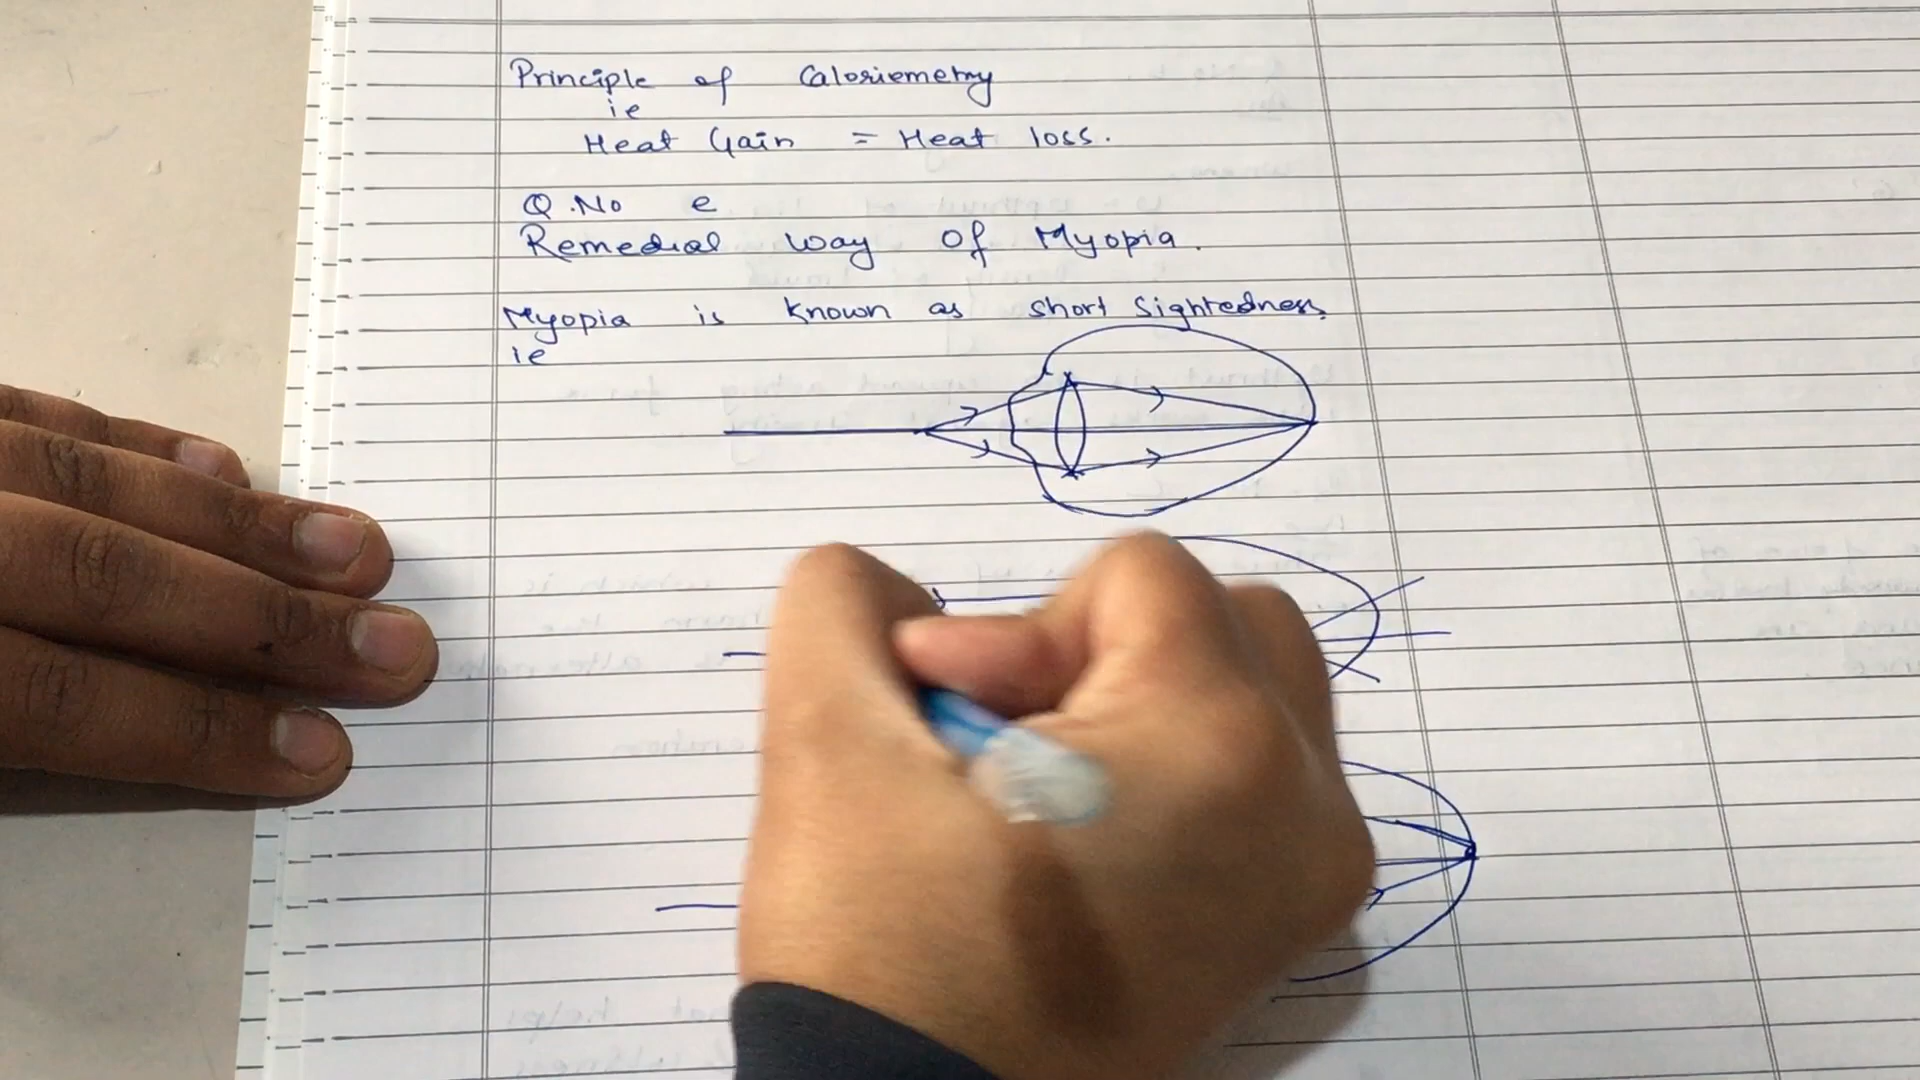 Principle of Caloriemetry
ie
Heat Gain = Heat loss.
Q.No e
Remedial way of Myopia.
Myopia is known as short Sightedness,
ie